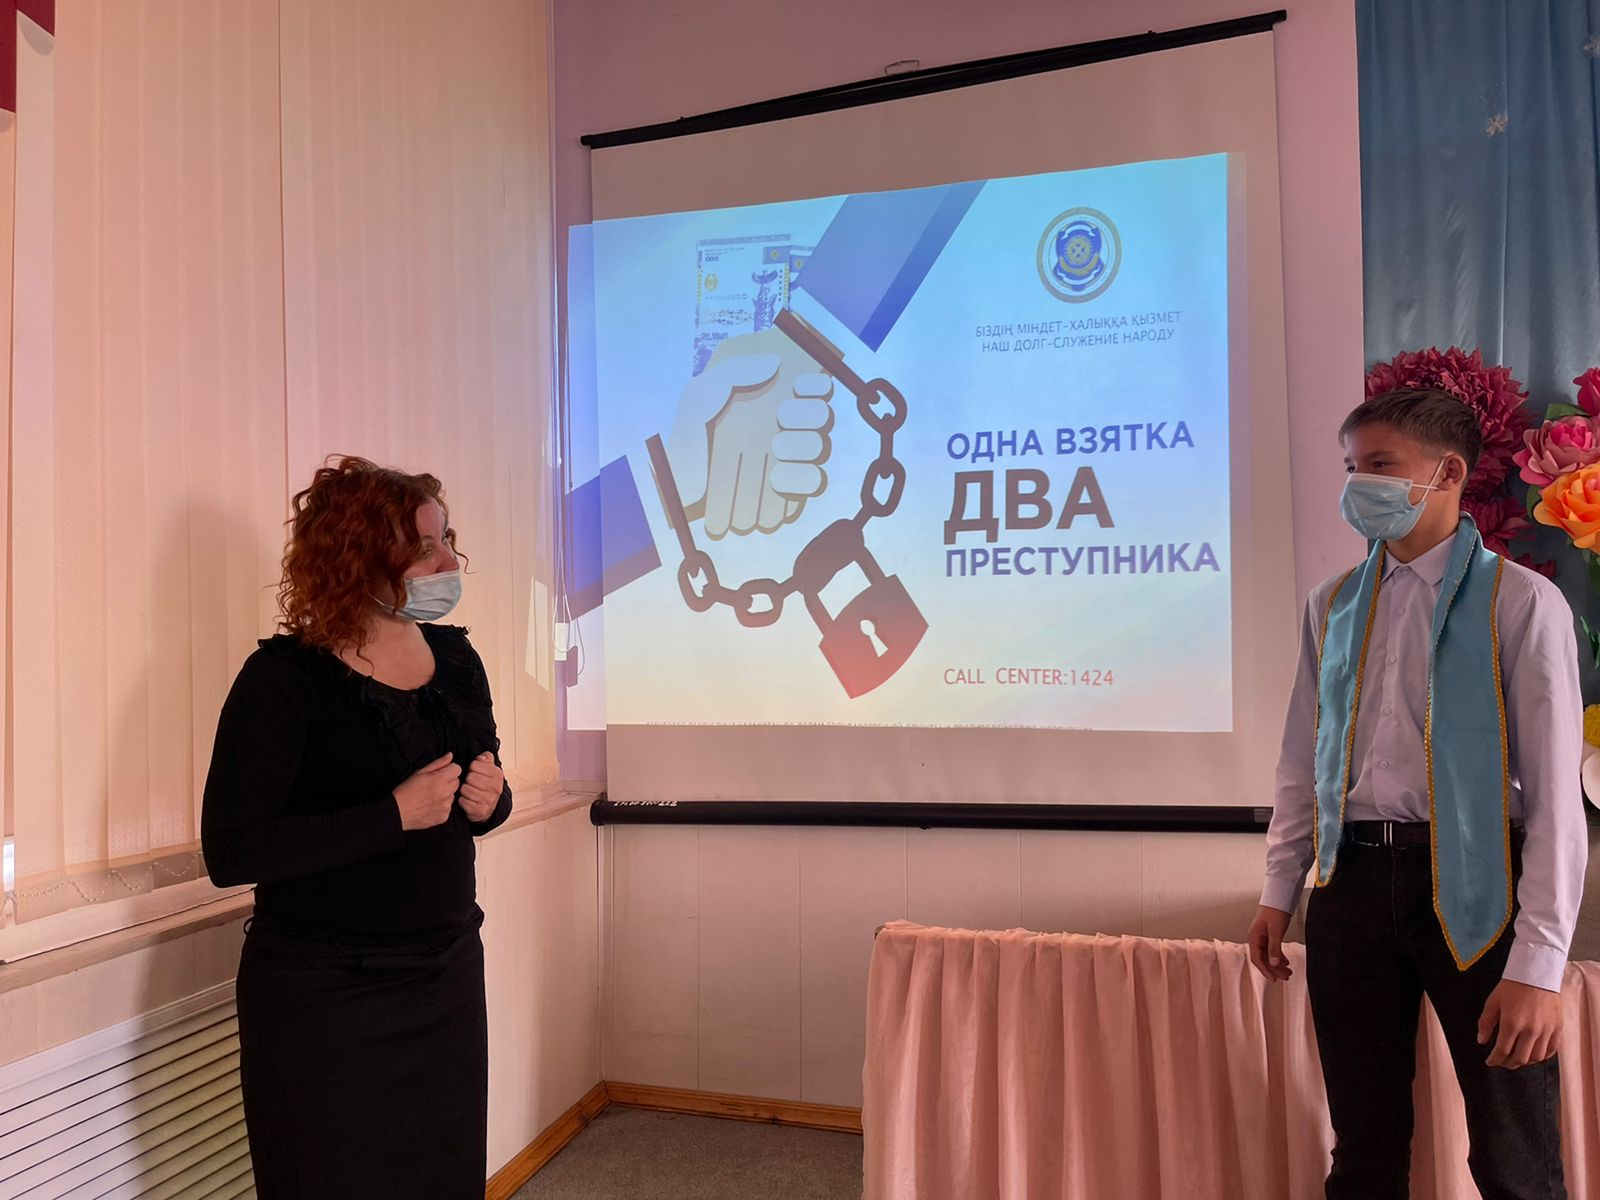 БІЗДІҢ МІНДЕТ-ХАЛЫҚҚА ҚЫЗМЕТ
НАШ ДОЛГ-СЛУЖЕНИЕ НАРОДУ
ОДНА ВЗЯТКА
ДВА
ПРЕСТУПНИКА
CALL CENTER:1424